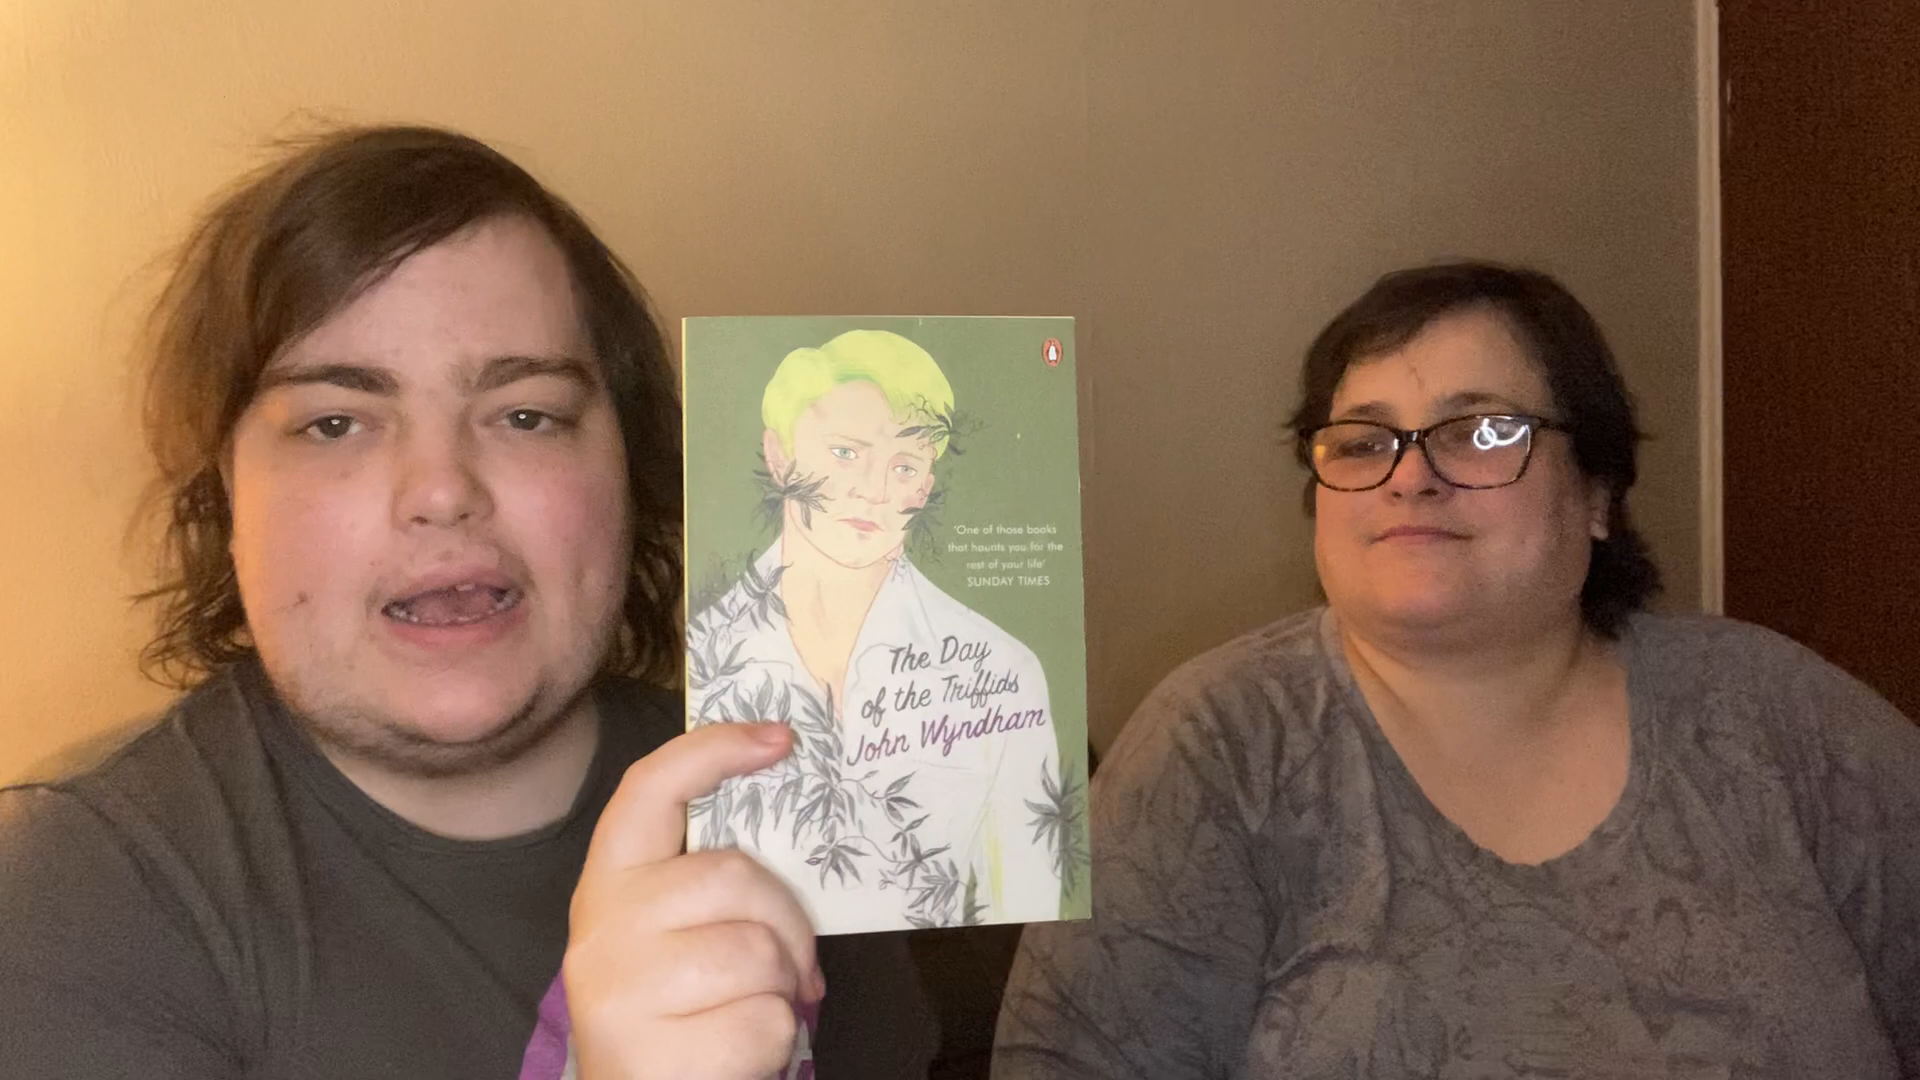 'One of those books
that haunts you for the
rest of your life'
SUNDAY TIMES
The Day
of the Triffids
John Wyndham